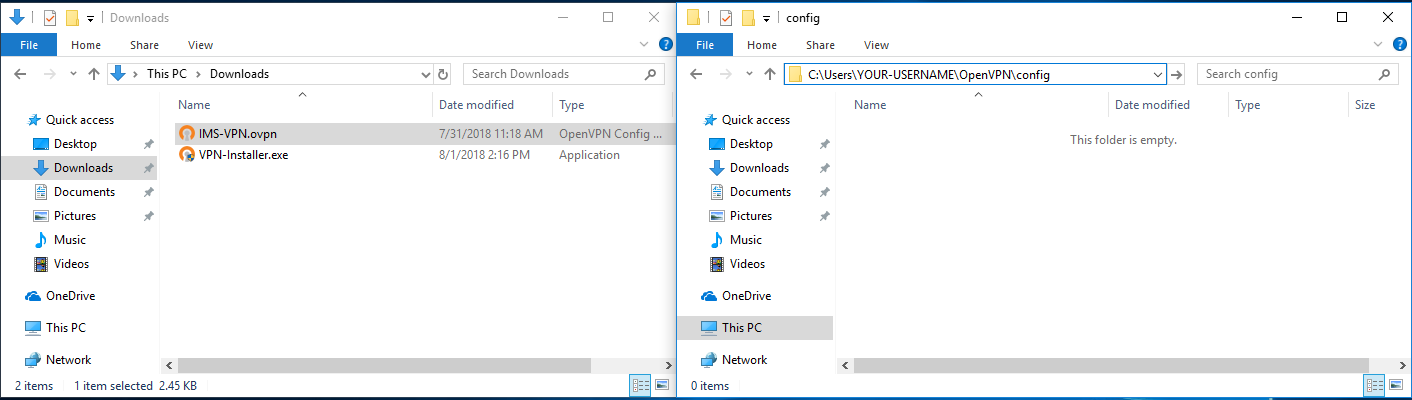 Downloads
File Home Share View
This PC Downloads Search Downloads
Name Date modified Type
Quick access
Desktop
Downloads
Documents
Pictures
Music
Videos
OneDrive
This PC
Network
IMS-VPN.ovpn 7/31/2018 11:18 AM OpenVPN Config ...
VPN-Installer.exe 8/1/2018 2:16 PM Application
2 items 1 item selected 2.45 KB
config
File Home Share View
C:\Users\YOUR-USERNAME\OpenVPN\config Search config
Name Date modified Type Size
Quick access
Desktop
Downloads
Documents
Pictures
Music
Videos
OneDrive
This PC
Network
This folder is empty.
0 items